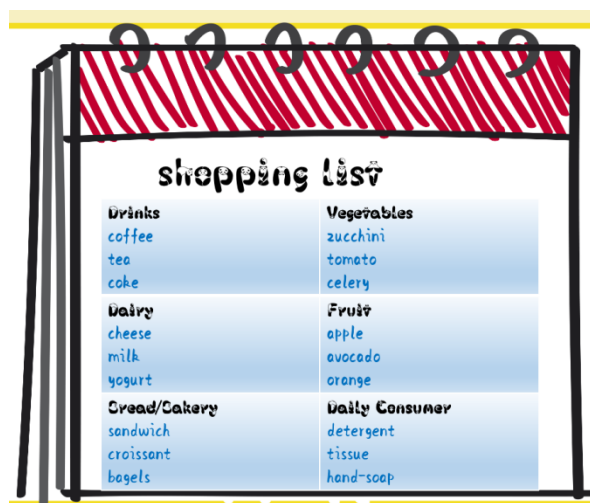 shopping list
Drinks
coffee
tea
coke
Vegetables
zucchini
tomato
celery
Dairy
cheese
milk
yogurt
Fruit
apple
avocado
orange
Bread/Bakery
sandwich
croissant
bagels
Daily Consumer
detergent
tissue
hand-soap